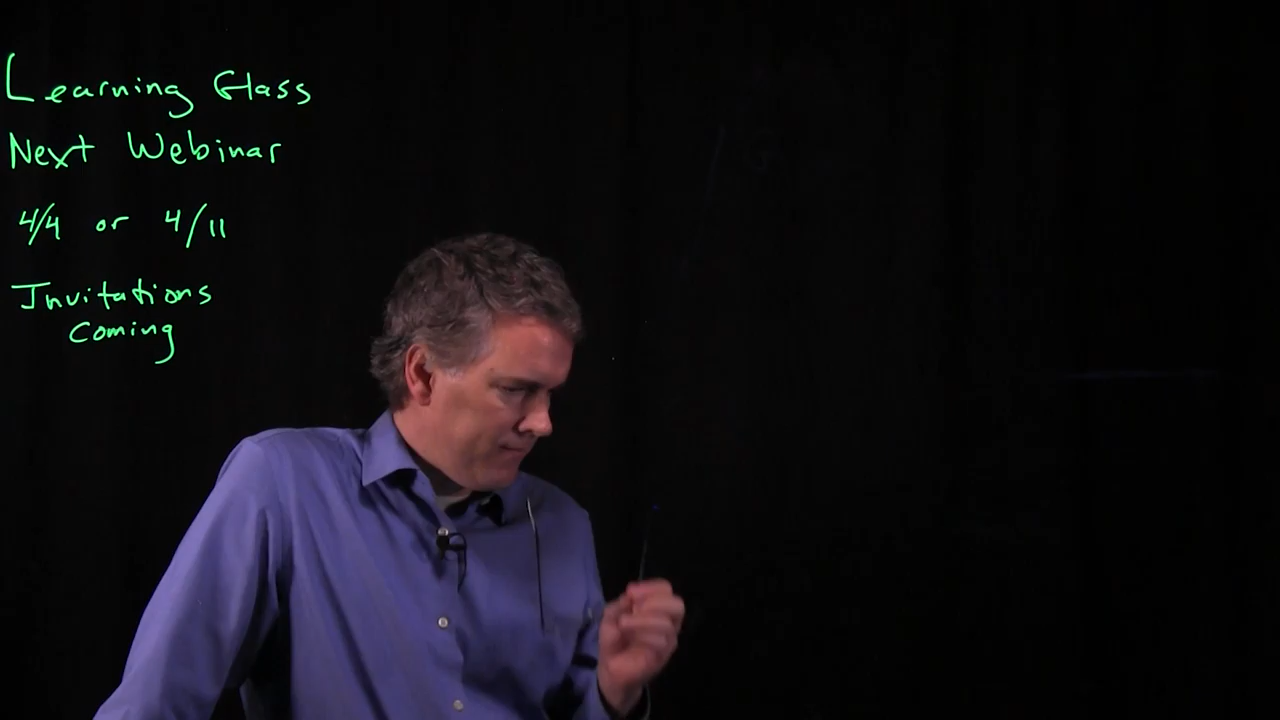 Learning Glass
Next Webinar
4/4 or 4/11
Invitations
Coming